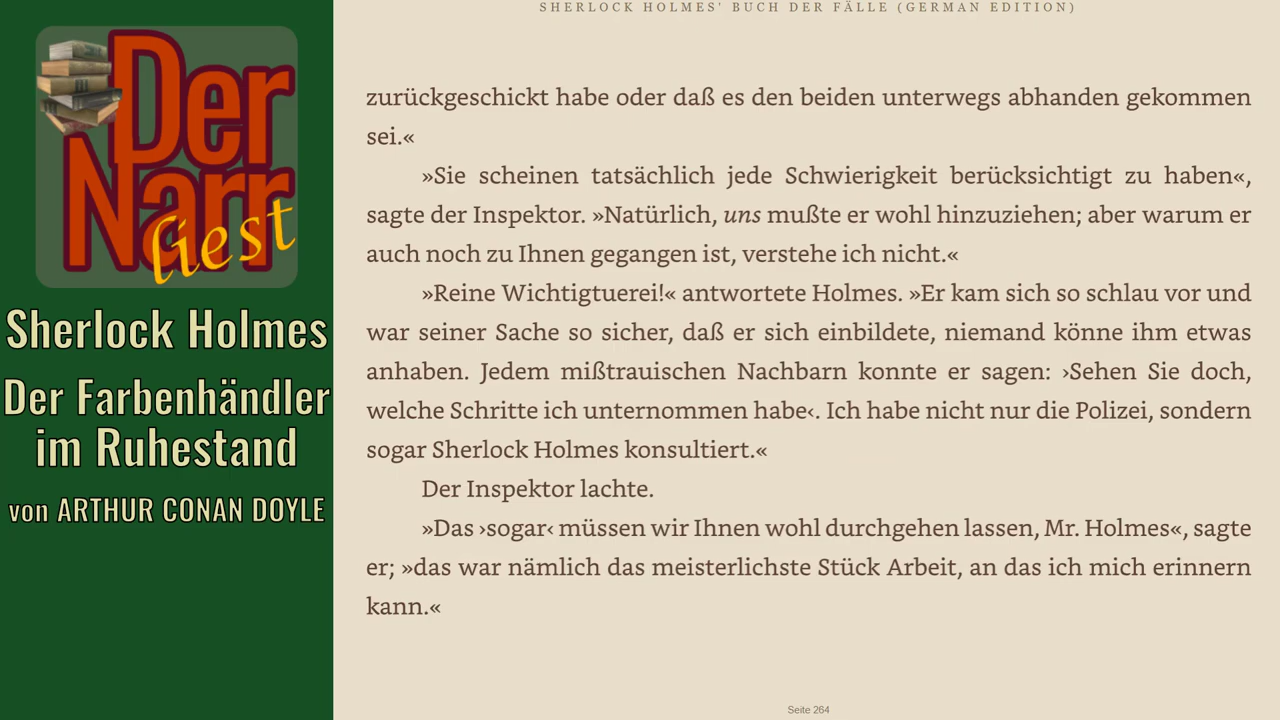 Der
Narr
liest
Sherlock Holmes
Der Farbenhändler
im Ruhestand
von ARTHUR CONAN DOYLE
SHERLOCK HOLMES' BUCH DER FÄLLE (GERMAN EDITION)
zurückgeschickt habe oder daß es den beiden unterwegs abhanden gekommen
sei.«
»Sie scheinen tatsächlich jede Schwierigkeit berücksichtigt zu haben«,
sagte der Inspektor. »Natürlich, uns mußte er wohl hinzuziehen; aber warum er
auch noch zu Ihnen gegangen ist, verstehe ich nicht.«
»Reine Wichtigtuerei!« antwortete Holmes. »Er kam sich so schlau vor und
war seiner Sache so sicher, daß er sich einbildete, niemand könne ihm etwas
anhaben. Jedem mißtrauischen Nachbarn konnte er sagen: ›Sehen Sie doch,
welche Schritte ich unternommen habe‹. Ich habe nicht nur die Polizei, sondern
sogar Sherlock Holmes konsultiert.«
Der Inspektor lachte.
»Das ›sogar‹ müssen wir Ihnen wohl durchgehen lassen, Mr. Holmes«, sagte
er; »das war nämlich das meisterlichste Stück Arbeit, an das ich mich erinnern
kann.«
Seite 264